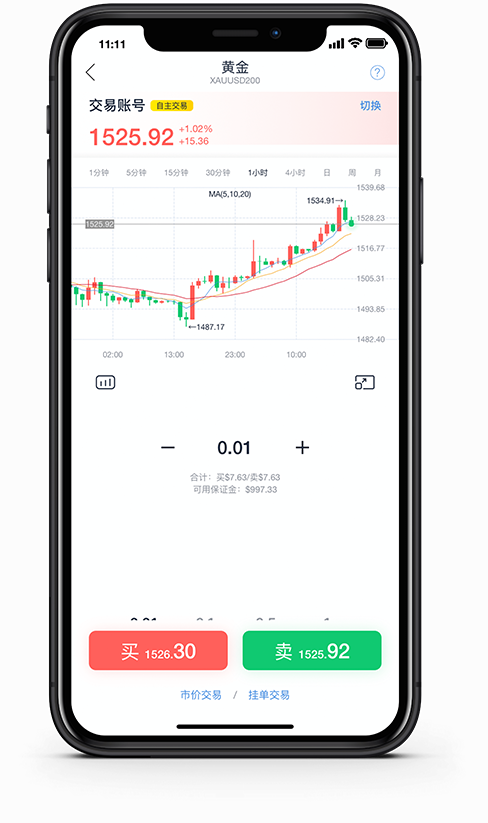 11:11
黄金
XAUUSD200
交易账号 自主交易 切换
1525.92 +1.02%
+15.36
1分钟 5分钟 15分钟 30分钟 1小时 4小时 日 周 月
MA(5,10,20)
1539.68
1534.91→
1528.23
1525.92
1516.77
1505.31
1493.85
←1487.17
1482.40
02:00 13:00 23:00 10:00
0.01
合计：买$7.63/卖$7.63
可用保证金：$997.33
买 1526.30 卖 1525.92
市价交易 / 挂单交易